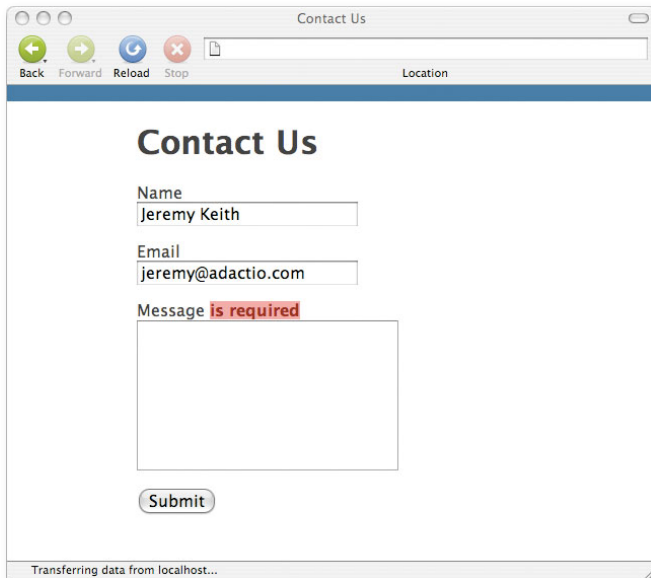 Contact Us
Back Forward Reload Stop Location
Contact Us
Name
Jeremy Keith
Email
jeremy@adactio.com
Message is required
Submit
Transferring data from localhost...